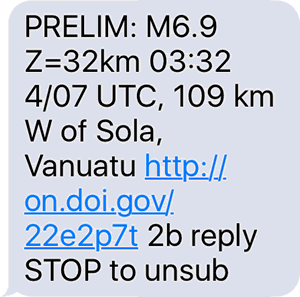 PRELIM: M6.9
Z=32km 03:32
4/07 UTC, 109 km
W of Sola,
Vanuatu http://
on.doi.gov/
22e2p7t 2b reply
STOP to unsub